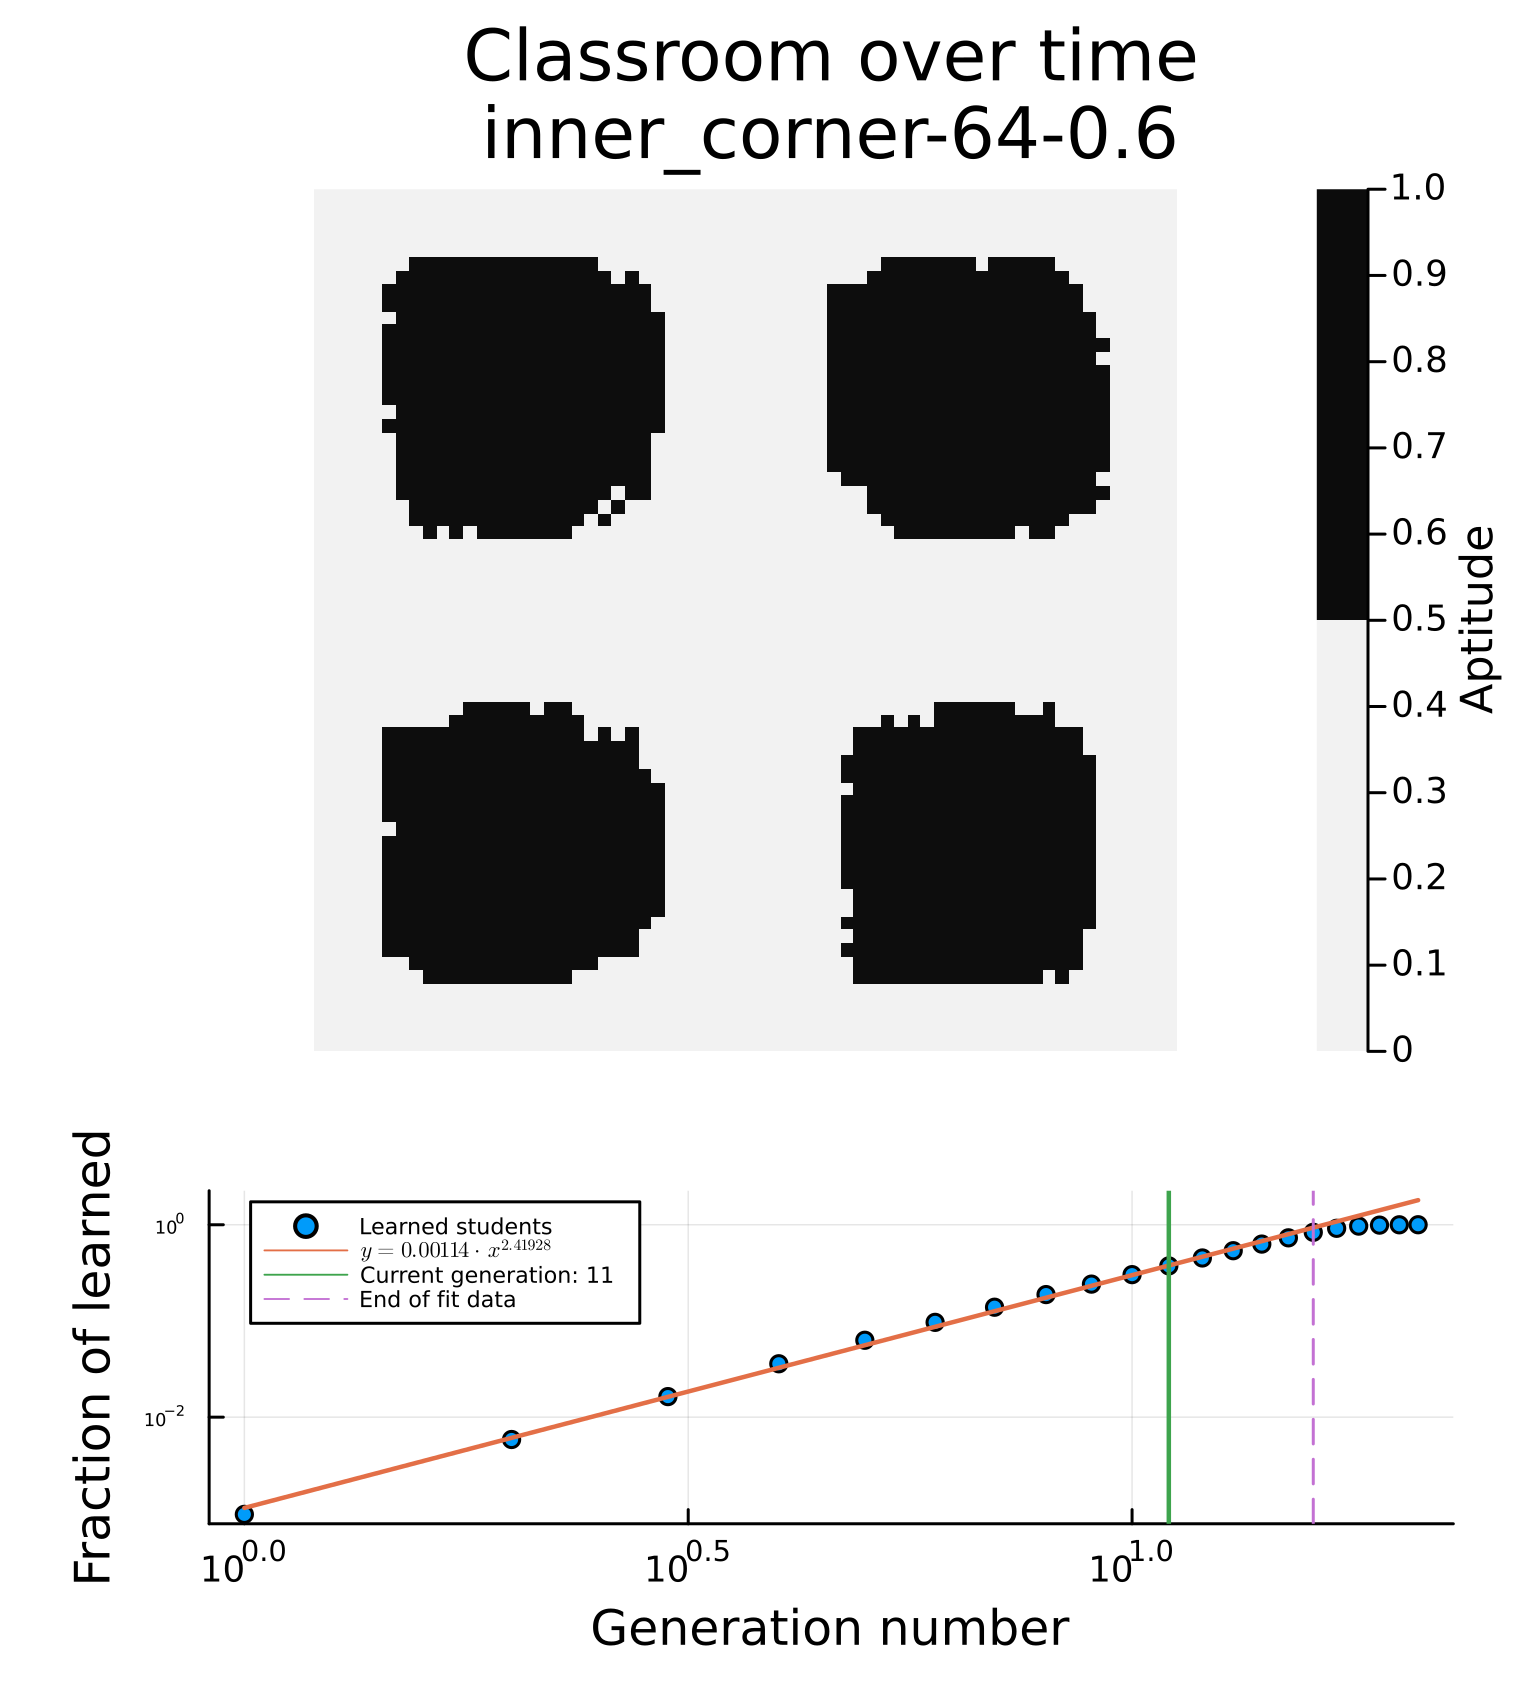 Classroom over time
inner_corner-64-0.6
1.0
0.9
0.8
0.7
0.6
0.5
0.4
0.3
0.2
0.1
0
Aptitude
Fraction of learned
10^0
10^-2
Learned students
y = 0.00114 · x^2.41928
Current generation: 11
End of fit data
10^0.0
10^0.5
10^1.0
Generation number